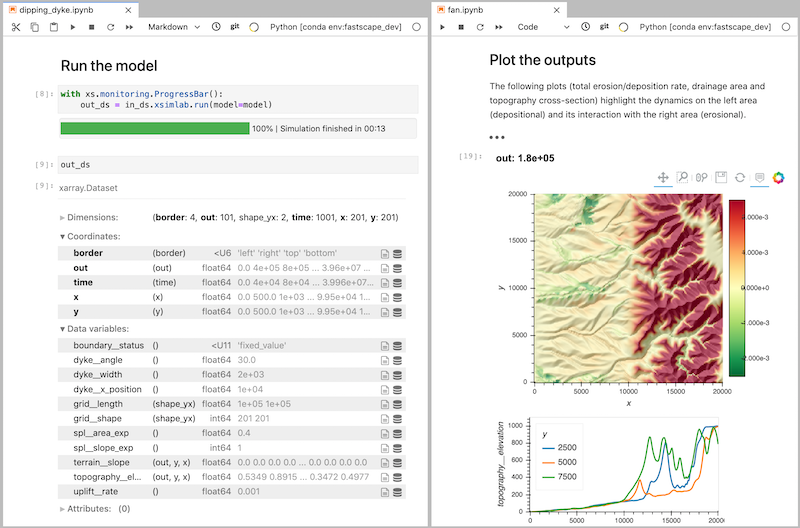 dipping_dyke.ipynb
Markdown
git
Python [conda env:fastscape_dev]
Run the model
[8]:
with xs.monitoring.ProgressBar():
out_ds = in_ds.xsimlab.run(model=model)
100% | Simulation finished in 00:13
[9]:
out_ds
[9]:
xarray.Dataset
Dimensions: (border: 4, out: 101, shape_yx: 2, time: 1001, x: 201, y: 201)
Coordinates:
border (border) <U6 'left' 'right' 'top' 'bottom'
out (out) float64 0.0 4e+05 8e+05 ... 3.96e+07 ...
time (time) float64 0.0 4e+04 8e+04 ... 3.996e+07...
x (x) float64 0.0 500.0 1e+03 ... 9.95e+04 1...
y (y) float64 0.0 500.0 1e+03 ... 9.95e+04 1...
Data variables:
boundary__status () <U11 'fixed_value'
dyke__angle () float64 30.0
dyke__width () float64 2e+03
dyke__x_position () float64 1e+04
grid__length (shape_yx) float64 1e+05 1e+05
grid__shape (shape_yx) int64 201 201
spl__area_exp () float64 0.4
spl__slope_exp () int64 1
terrain__slope (out, y, x) float64 0.0 0.0 0.0 0.0 ... 0.0 0.0 0.0 0.0
topography__el... (out, y, x) float64 0.5349 0.8915 ... 0.3472 0.4977
uplift__rate () float64 0.001
Attributes: (0)
fan.ipynb
Code
git
Python [conda env:fastscape_dev]
Plot the outputs
The following plots (total erosion/deposition rate, drainage area and
topography cross-section) highlight the dynamics on the left area
(depositional) and its interaction with the right area (erosional).
[19]:
out: 1.8e+05
20000
15000
10000
5000
0
y
0 5000 10000 15000 20000
x
.000e-3
.000e-3
.000e+0
.000e-3
2.000e-3
topography__elevation
1000
800
600
400
200
0
y
2500
5000
7500
0 5000 10000 15000 20000